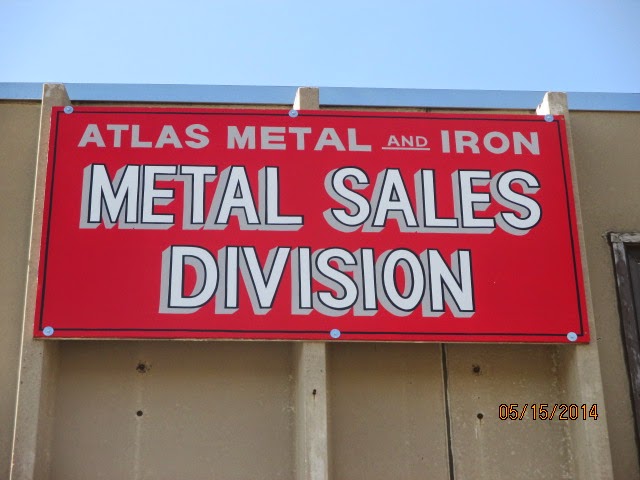 ATLAS METAL AND IRON
METAL SALES
DIVISION
05/15/2014